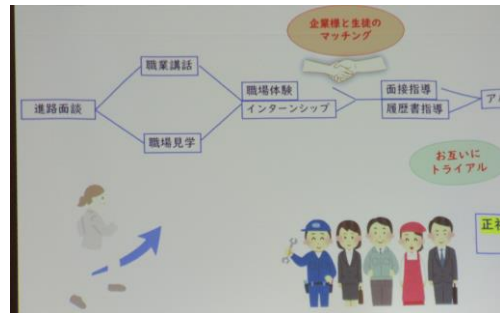 企業様と生徒の
マッチング
職業講話
職場体験
インターンシップ
面接指導
履歴書指導
進路面談
職場見学
お互いに
トライアル